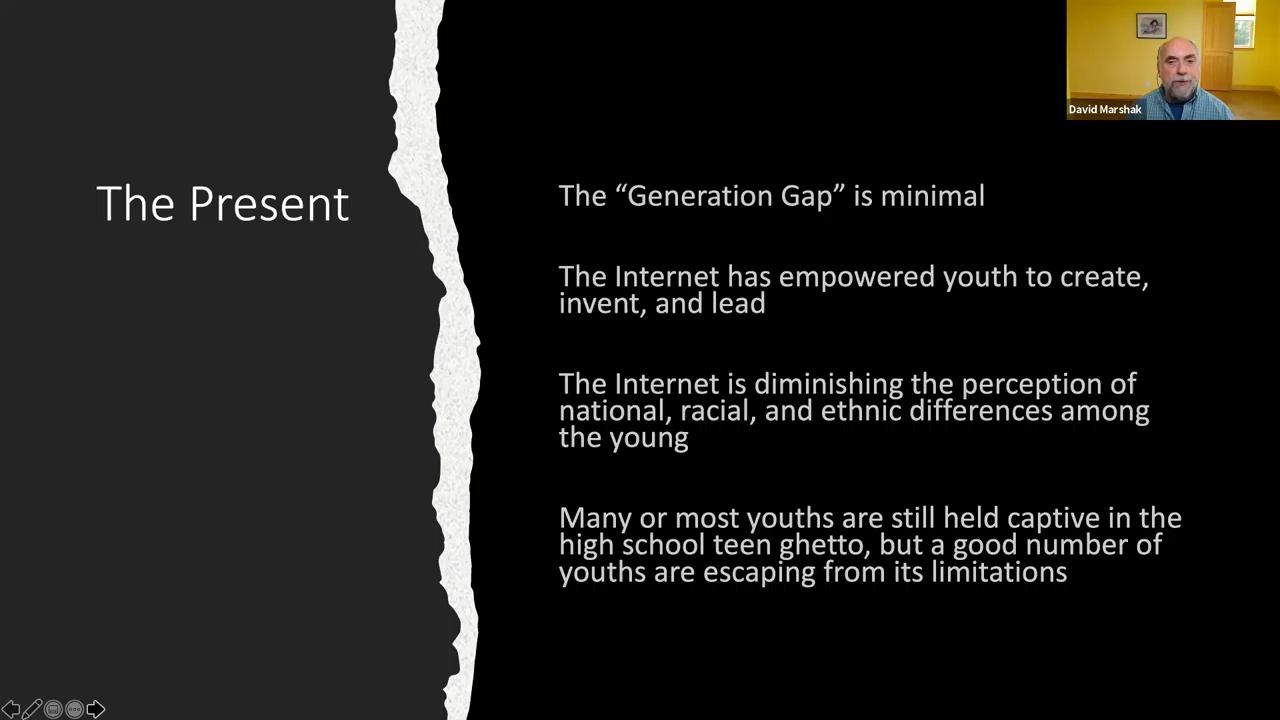 David Marshak
The Present
The “Generation Gap” is minimal
The Internet has empowered youth to create,
invent, and lead
The Internet is diminishing the perception of
national, racial, and ethnic differences among
the young
Many or most youths are still held captive in the
high school teen ghetto, but a good number of
youths are escaping from its limitations